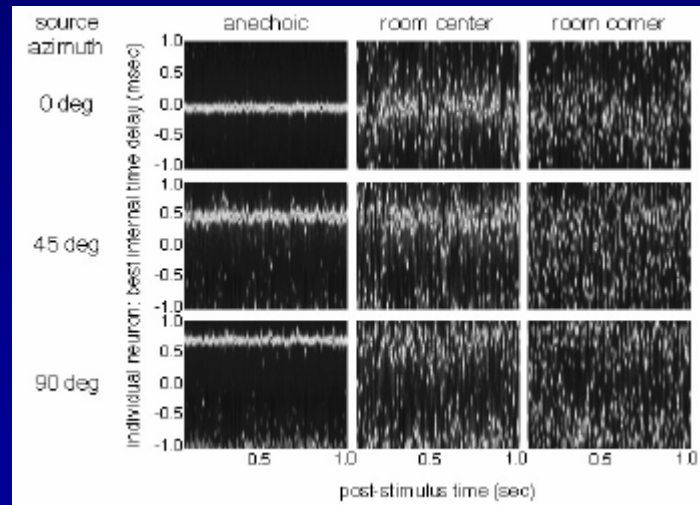 source azimuth
anechoic
room center
room corner
individual neuron: best internal time delay (msec)
0 deg
1.0
0.5
0.0
-0.5
-1.0
45 deg
1.0
0.5
0.0
-0.5
-1.0
90 deg
1.0
0.5
0.0
-0.5
-1.0
0.5
1.0
0.5
1.0
0.5
1.0
post-stimulus time (sec)